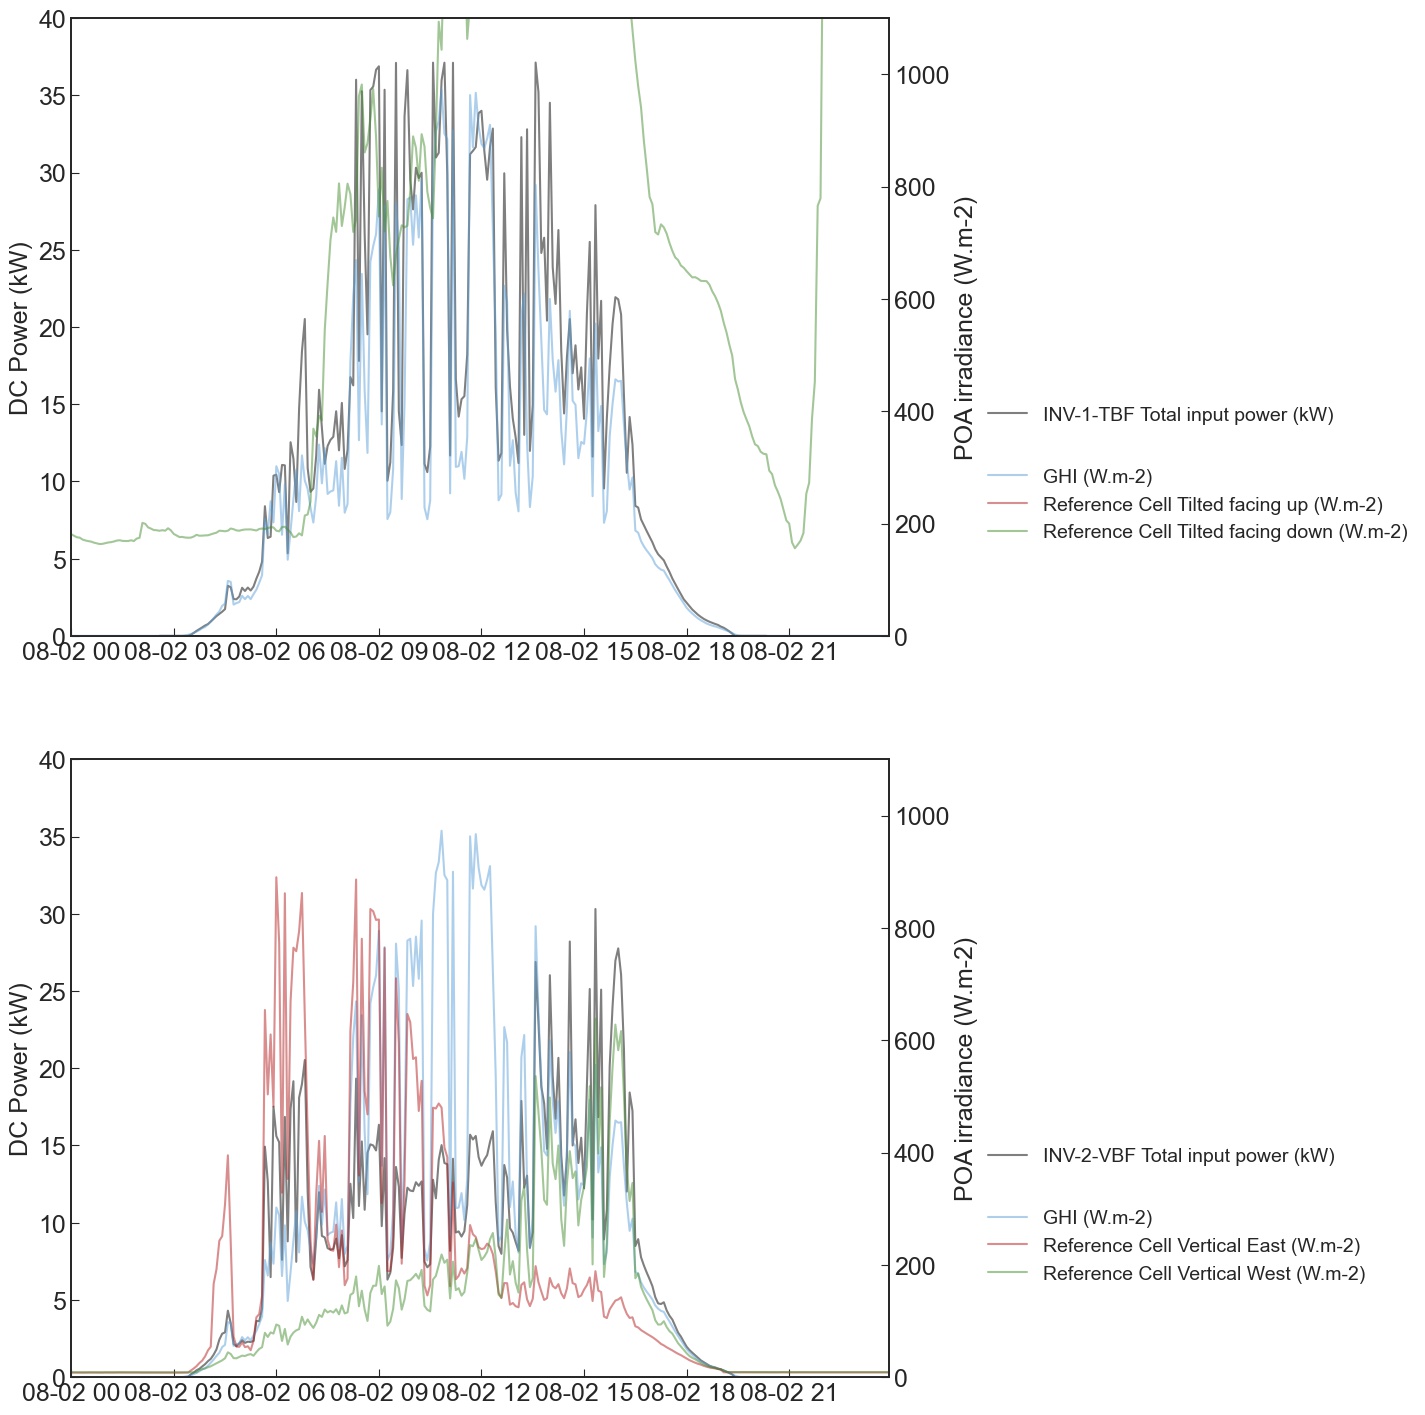 40
35
30
25
20
15
10
5
0
DC Power (kW)
1000
800
600
400
200
0
POA irradiance (W.m-2)
08-02 00 08-02 03 08-02 06 08-02 09 08-02 12 08-02 15 08-02 18 08-02 21
INV-1-TBF Total input power (kW)
GHI (W.m-2)
Reference Cell Tilted facing up (W.m-2)
Reference Cell Tilted facing down (W.m-2)
40
35
30
25
20
15
10
5
0
DC Power (kW)
1000
800
600
400
200
0
POA irradiance (W.m-2)
08-02 00 08-02 03 08-02 06 08-02 09 08-02 12 08-02 15 08-02 18 08-02 21
INV-2-VBF Total input power (kW)
GHI (W.m-2)
Reference Cell Vertical East (W.m-2)
Reference Cell Vertical West (W.m-2)